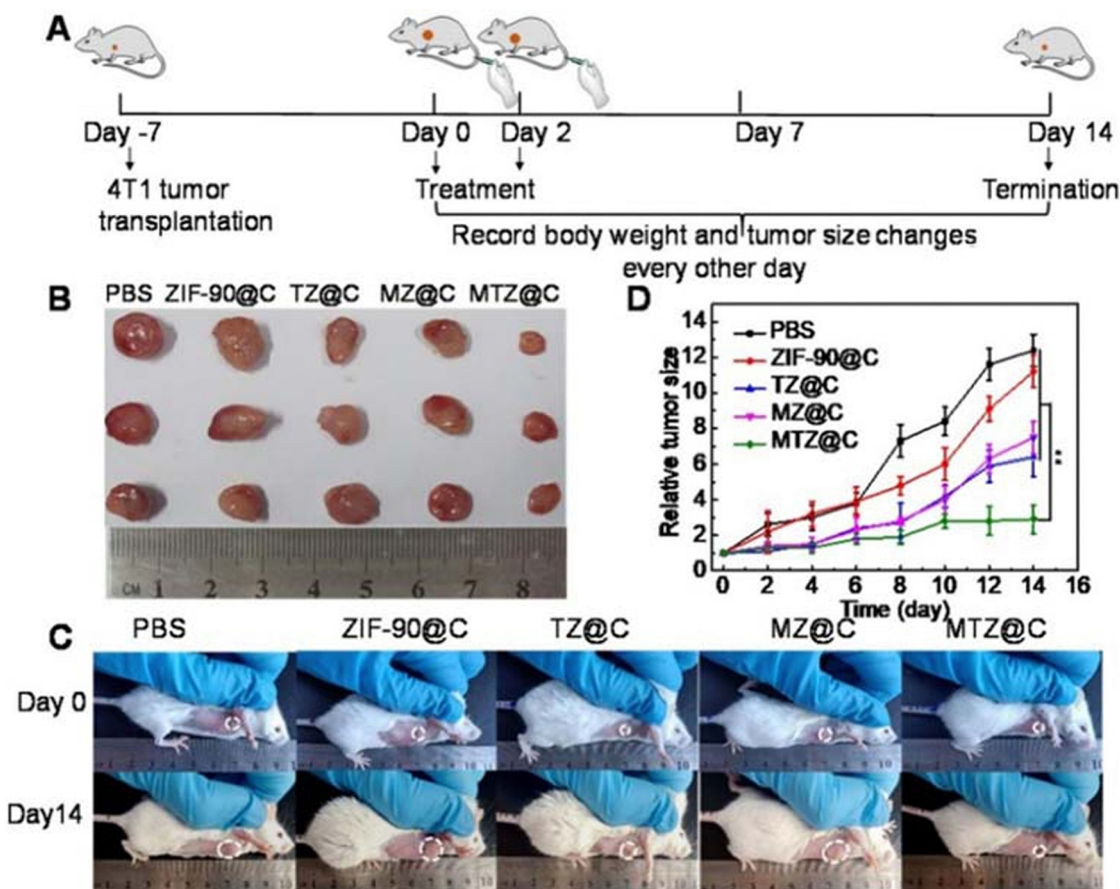 A
Day -7
Day 0
Day 2
Day 7
Day 14
4T1 tumor
transplantation
Treatment
Termination
Record body weight and tumor size changes
every other day
B
PBS ZIF-90@C TZ@C MZ@C MTZ@C
CM 1 2 3 4 5 6 7 8
D
Relative tumor size
14
12
10
8
6
4
2
0
PBS
ZIF-90@C
TZ@C
MZ@C
MTZ@C
**
0 2 4 6 8 10 12 14 16
Time (day)
C
PBS ZIF-90@C TZ@C MZ@C MTZ@C
Day 0
Day14